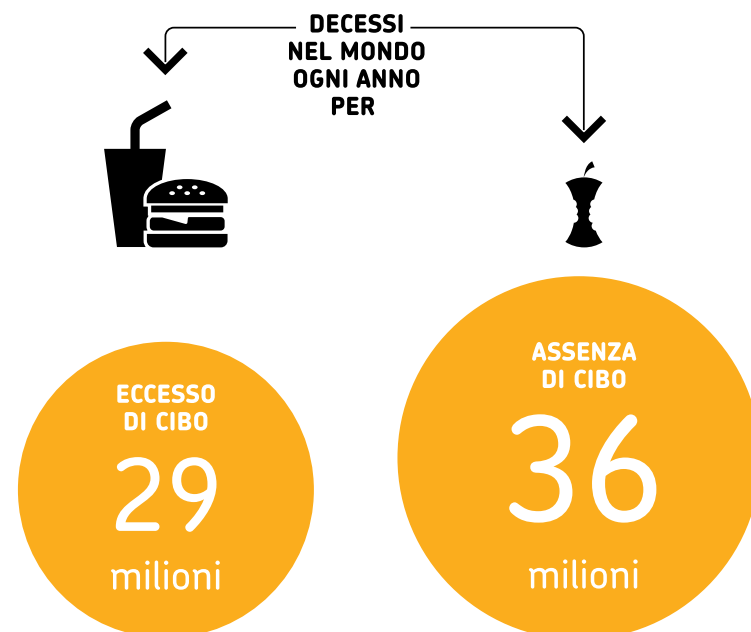 DECESSI
NEL MONDO
OGNI ANNO
PER
ECCESSO
DI CIBO
29
milioni
ASSENZA
DI CIBO
36
milioni